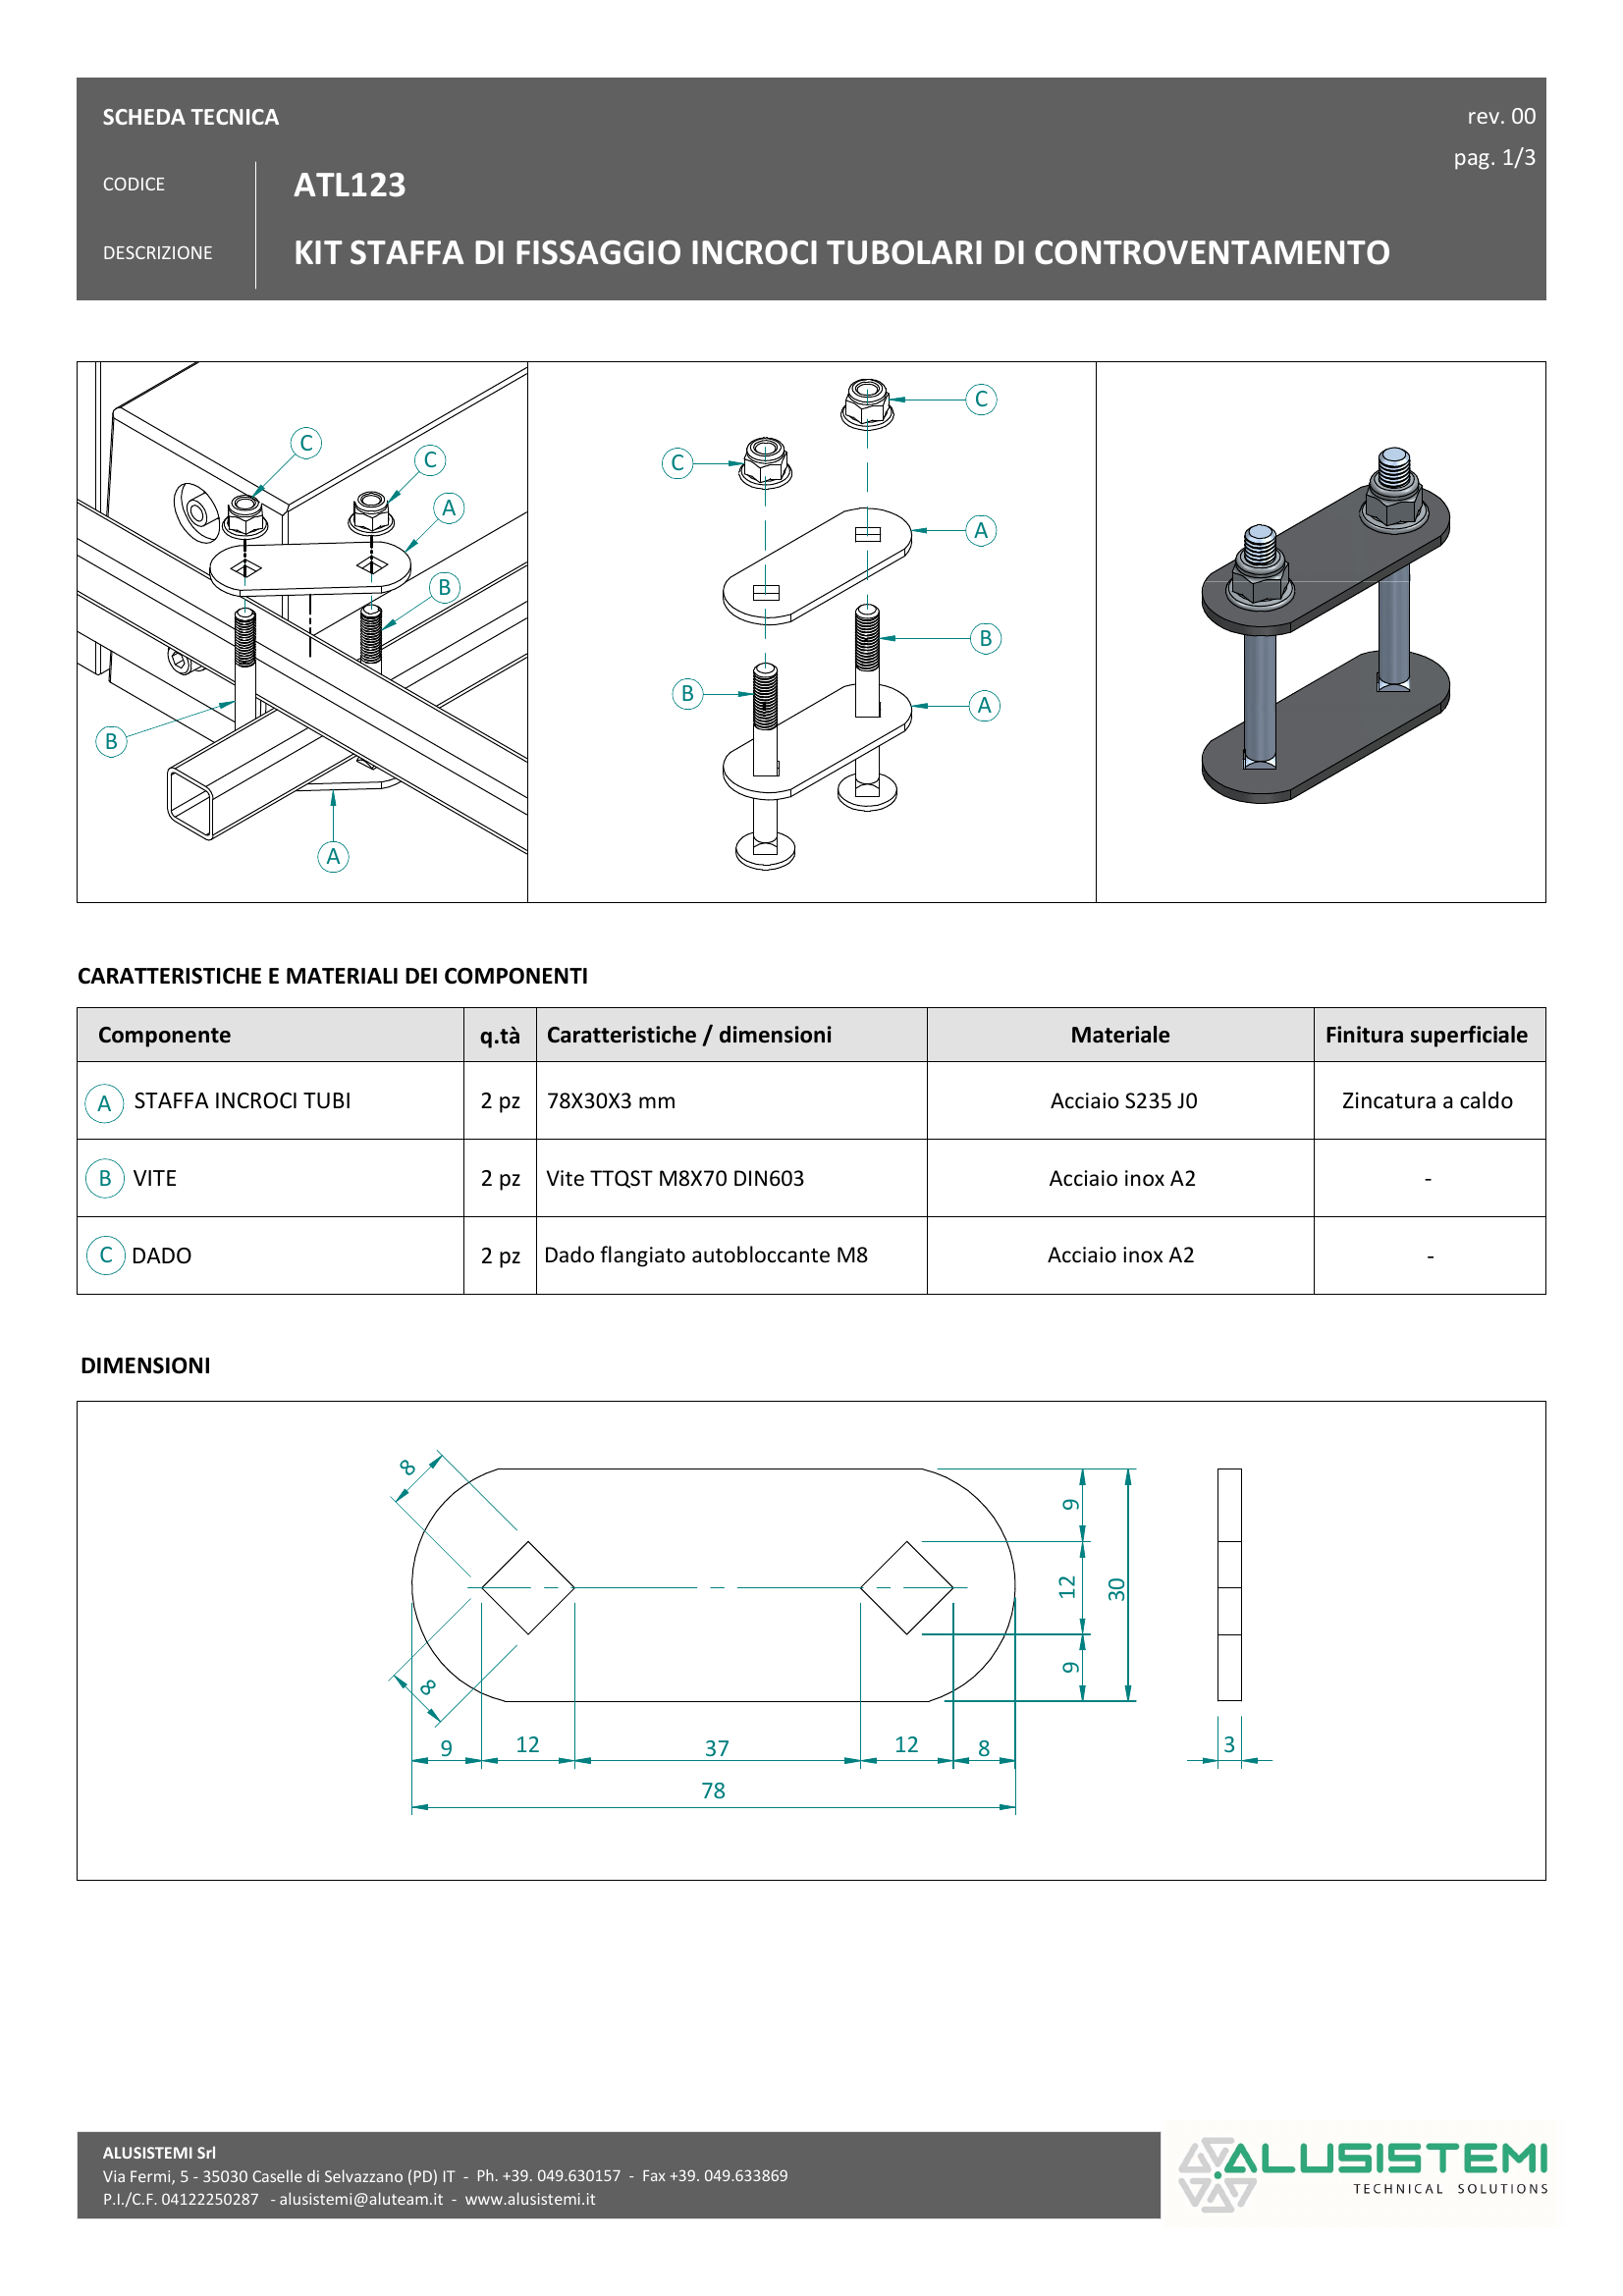 SCHEDA TECNICA
rev. 00
pag. 1/3
CODICE
ATL123
DESCRIZIONE
KIT STAFFA DI FISSAGGIO INCROCI TUBOLARI DI CONTROVENTAMENTO
C
C
A
B
B
A
C
C
A
B
B
A
CARATTERISTICHE E MATERIALI DEI COMPONENTI
Componente q.tà Caratteristiche / dimensioni Materiale Finitura superficiale
A STAFFA INCROCI TUBI 2 pz 78X30X3 mm Acciaio S235 J0 Zincatura a caldo
B VITE 2 pz Vite TTQST M8X70 DIN603 Acciaio inox A2 -
C DADO 2 pz Dado flangiato autobloccante M8 Acciaio inox A2 -
DIMENSIONI
8
9
12
30
9
8
9 12 37 12 8
3
78
ALUSISTEMI Srl
Via Fermi, 5 - 35030 Caselle di Selvazzano (PD) IT - Ph. +39. 049.630157 - Fax +39. 049.633869
P.I./C.F. 04122250287 - alusistemi@aluteam.it - www.alusistemi.it
ALUSISTEMI
TECHNICAL SOLUTIONS